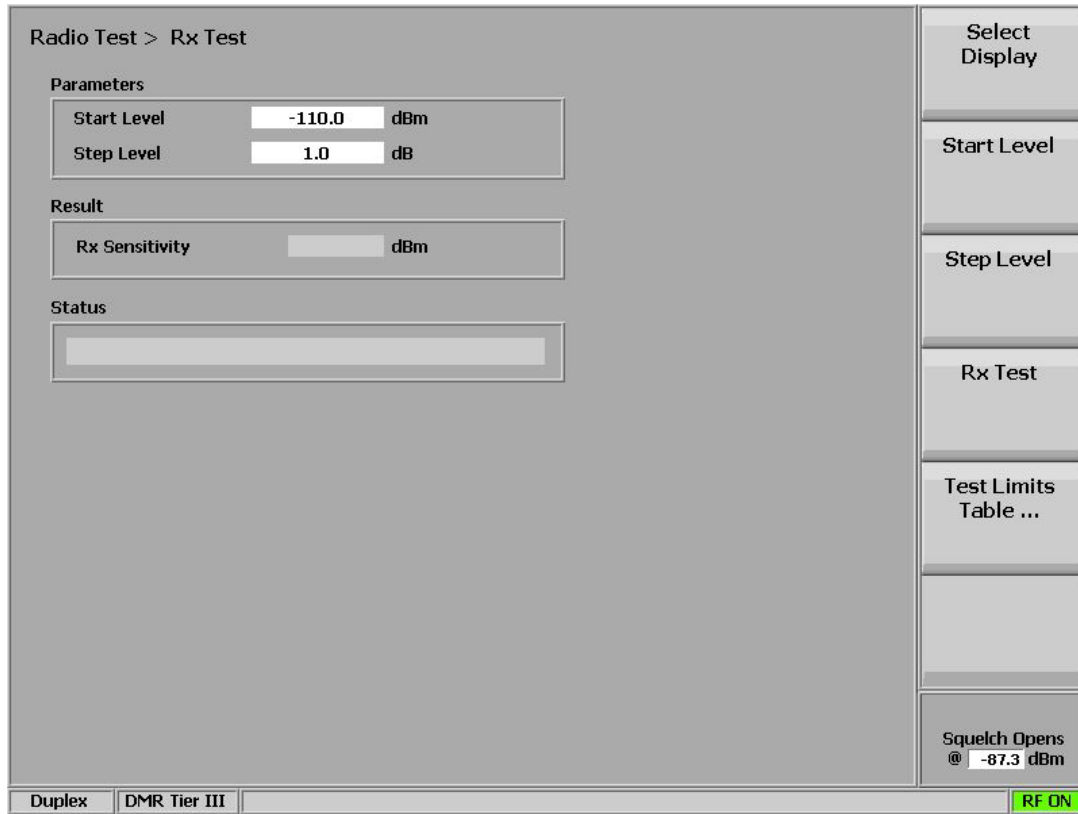 Radio Test > Rx Test
Parameters
Start Level -110.0 dBm
Step Level 1.0 dB
Result
Rx Sensitivity dBm
Status
Select
Display
Start Level
Step Level
Rx Test
Test Limits
Table ...
Squelch Opens
@ -87.3 dBm
Duplex DMR Tier III RF ON